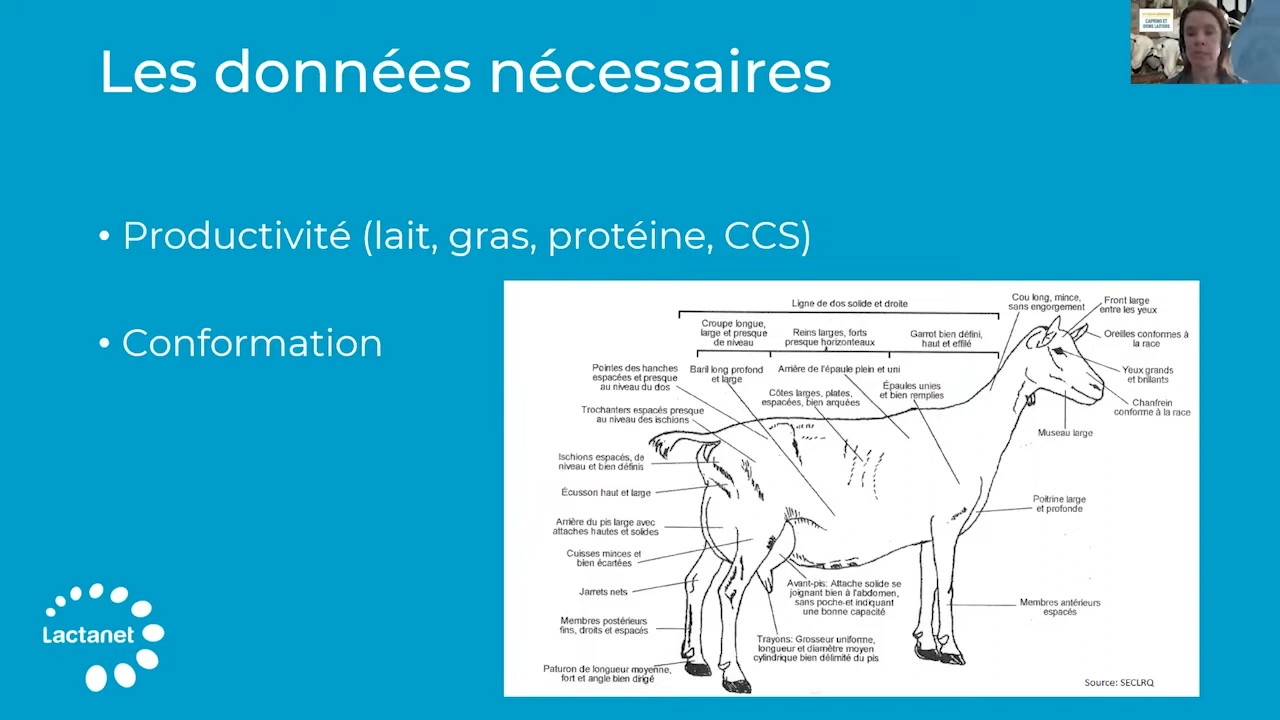 Les données nécessaires
CAPRINS ET
OVINS LAITIERS
• Productivité (lait, gras, protéine, CCS)
• Conformation
Ligne de dos solide et droite
Cou long, mince,
sans engorgement
Front large
entre les yeux
Croupe longue,
large et presque
de niveau
Reins larges, forts
presque horizonteaux
Garrot bien défini,
haut et effilé
Oreilles conformes à
la race
Pointes des hanches
espacées et presque
au niveau du dos
Baril long profond
et large
Arrière de l'épaule plein et uni
Yeux grands
et brillants
Côtes larges, plates,
espacées, bien arquées
Épaules unies
et bien remplies
Chanfrein
conforme à la race
Trochanters espacés presque
au niveau des ischions
Museau large
Ischions espacés, de
niveau et bien définis
Écusson haut et large
Poitrine large
et profonde
Arrière du pis large avec
attaches hautes et solides
Cuisses minces et
bien écartées
Jarrets nets
Avant-pis: Attache solide se
joignant bien à l'abdomen,
sans poche et indiquant
une bonne capacité
Membres antérieurs
espacés
Membres postérieurs
fins, droits et espacés
Trayons: Grosseur uniforme,
longueur et diamètre moyen
cylindrique bien délimité du pis
Paturon de longueur moyenne,
fort et angle bien dirigé
Source: SECLRQ
Lactanet